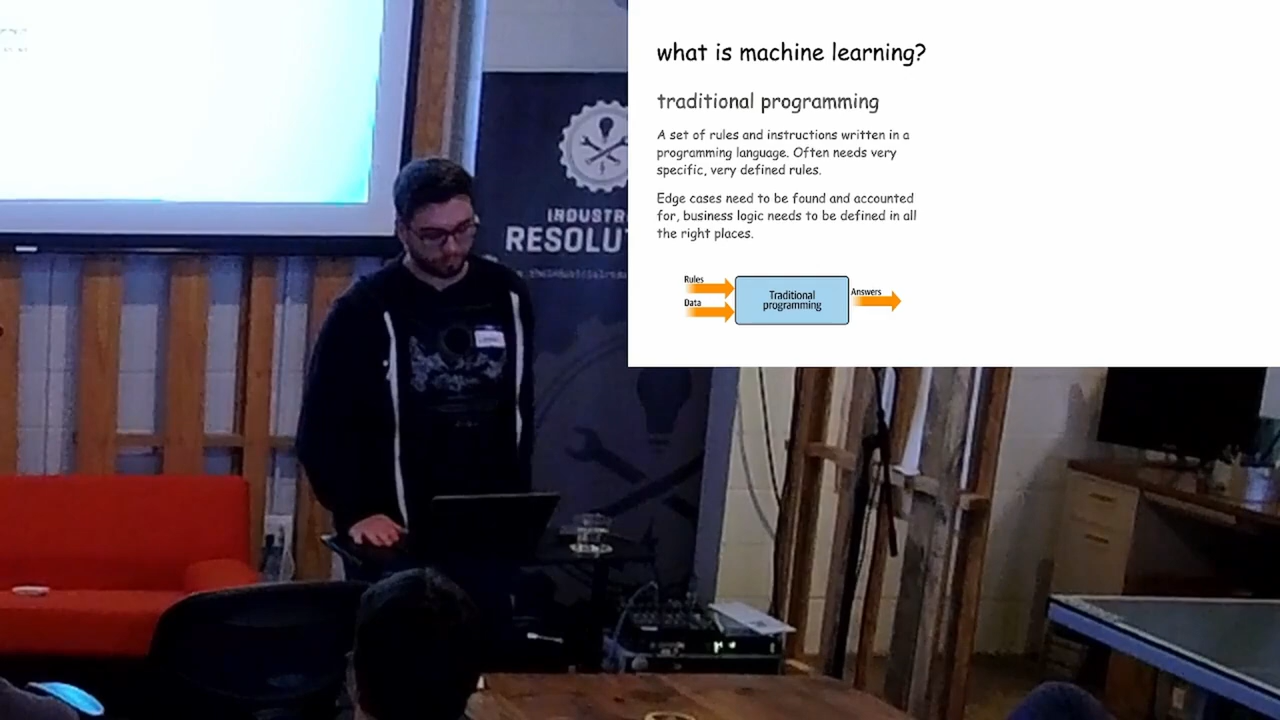 what is machine learning?
traditional programming
A set of rules and instructions written in a
programming language. Often needs very
specific, very defined rules.
Edge cases need to be found and accounted
for, business logic needs to be defined in all
the right places.
Rules
Data
Traditional
programming
Answers
INDUSTR
RESOLU